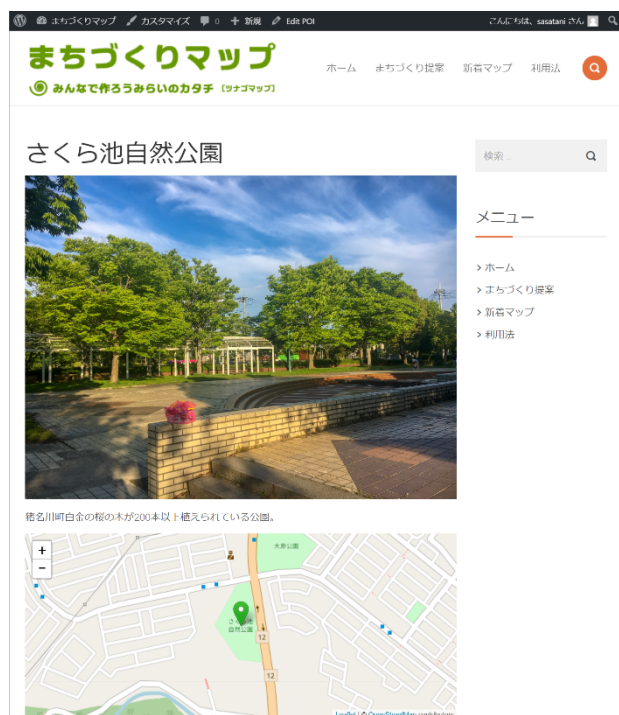 まちづくりマップ カスタマイズ 0 + 新規 Edit POI こんにちは、sasatani さん
まちづくりマップ
みんなで作ろうみらいのカタチ [ツナゴマップ]
ホーム まちづくり提案 新着マップ 利用法
さくら池自然公園
検索 ...
メニュー
> ホーム
> まちづくり提案
> 新着マップ
> 利用法
猪名川町白金の桜の木が200本以上植えられている公園。
+
−
大原公園
自然公園
12
12
Leaflet | © OpenStreetMap contributors